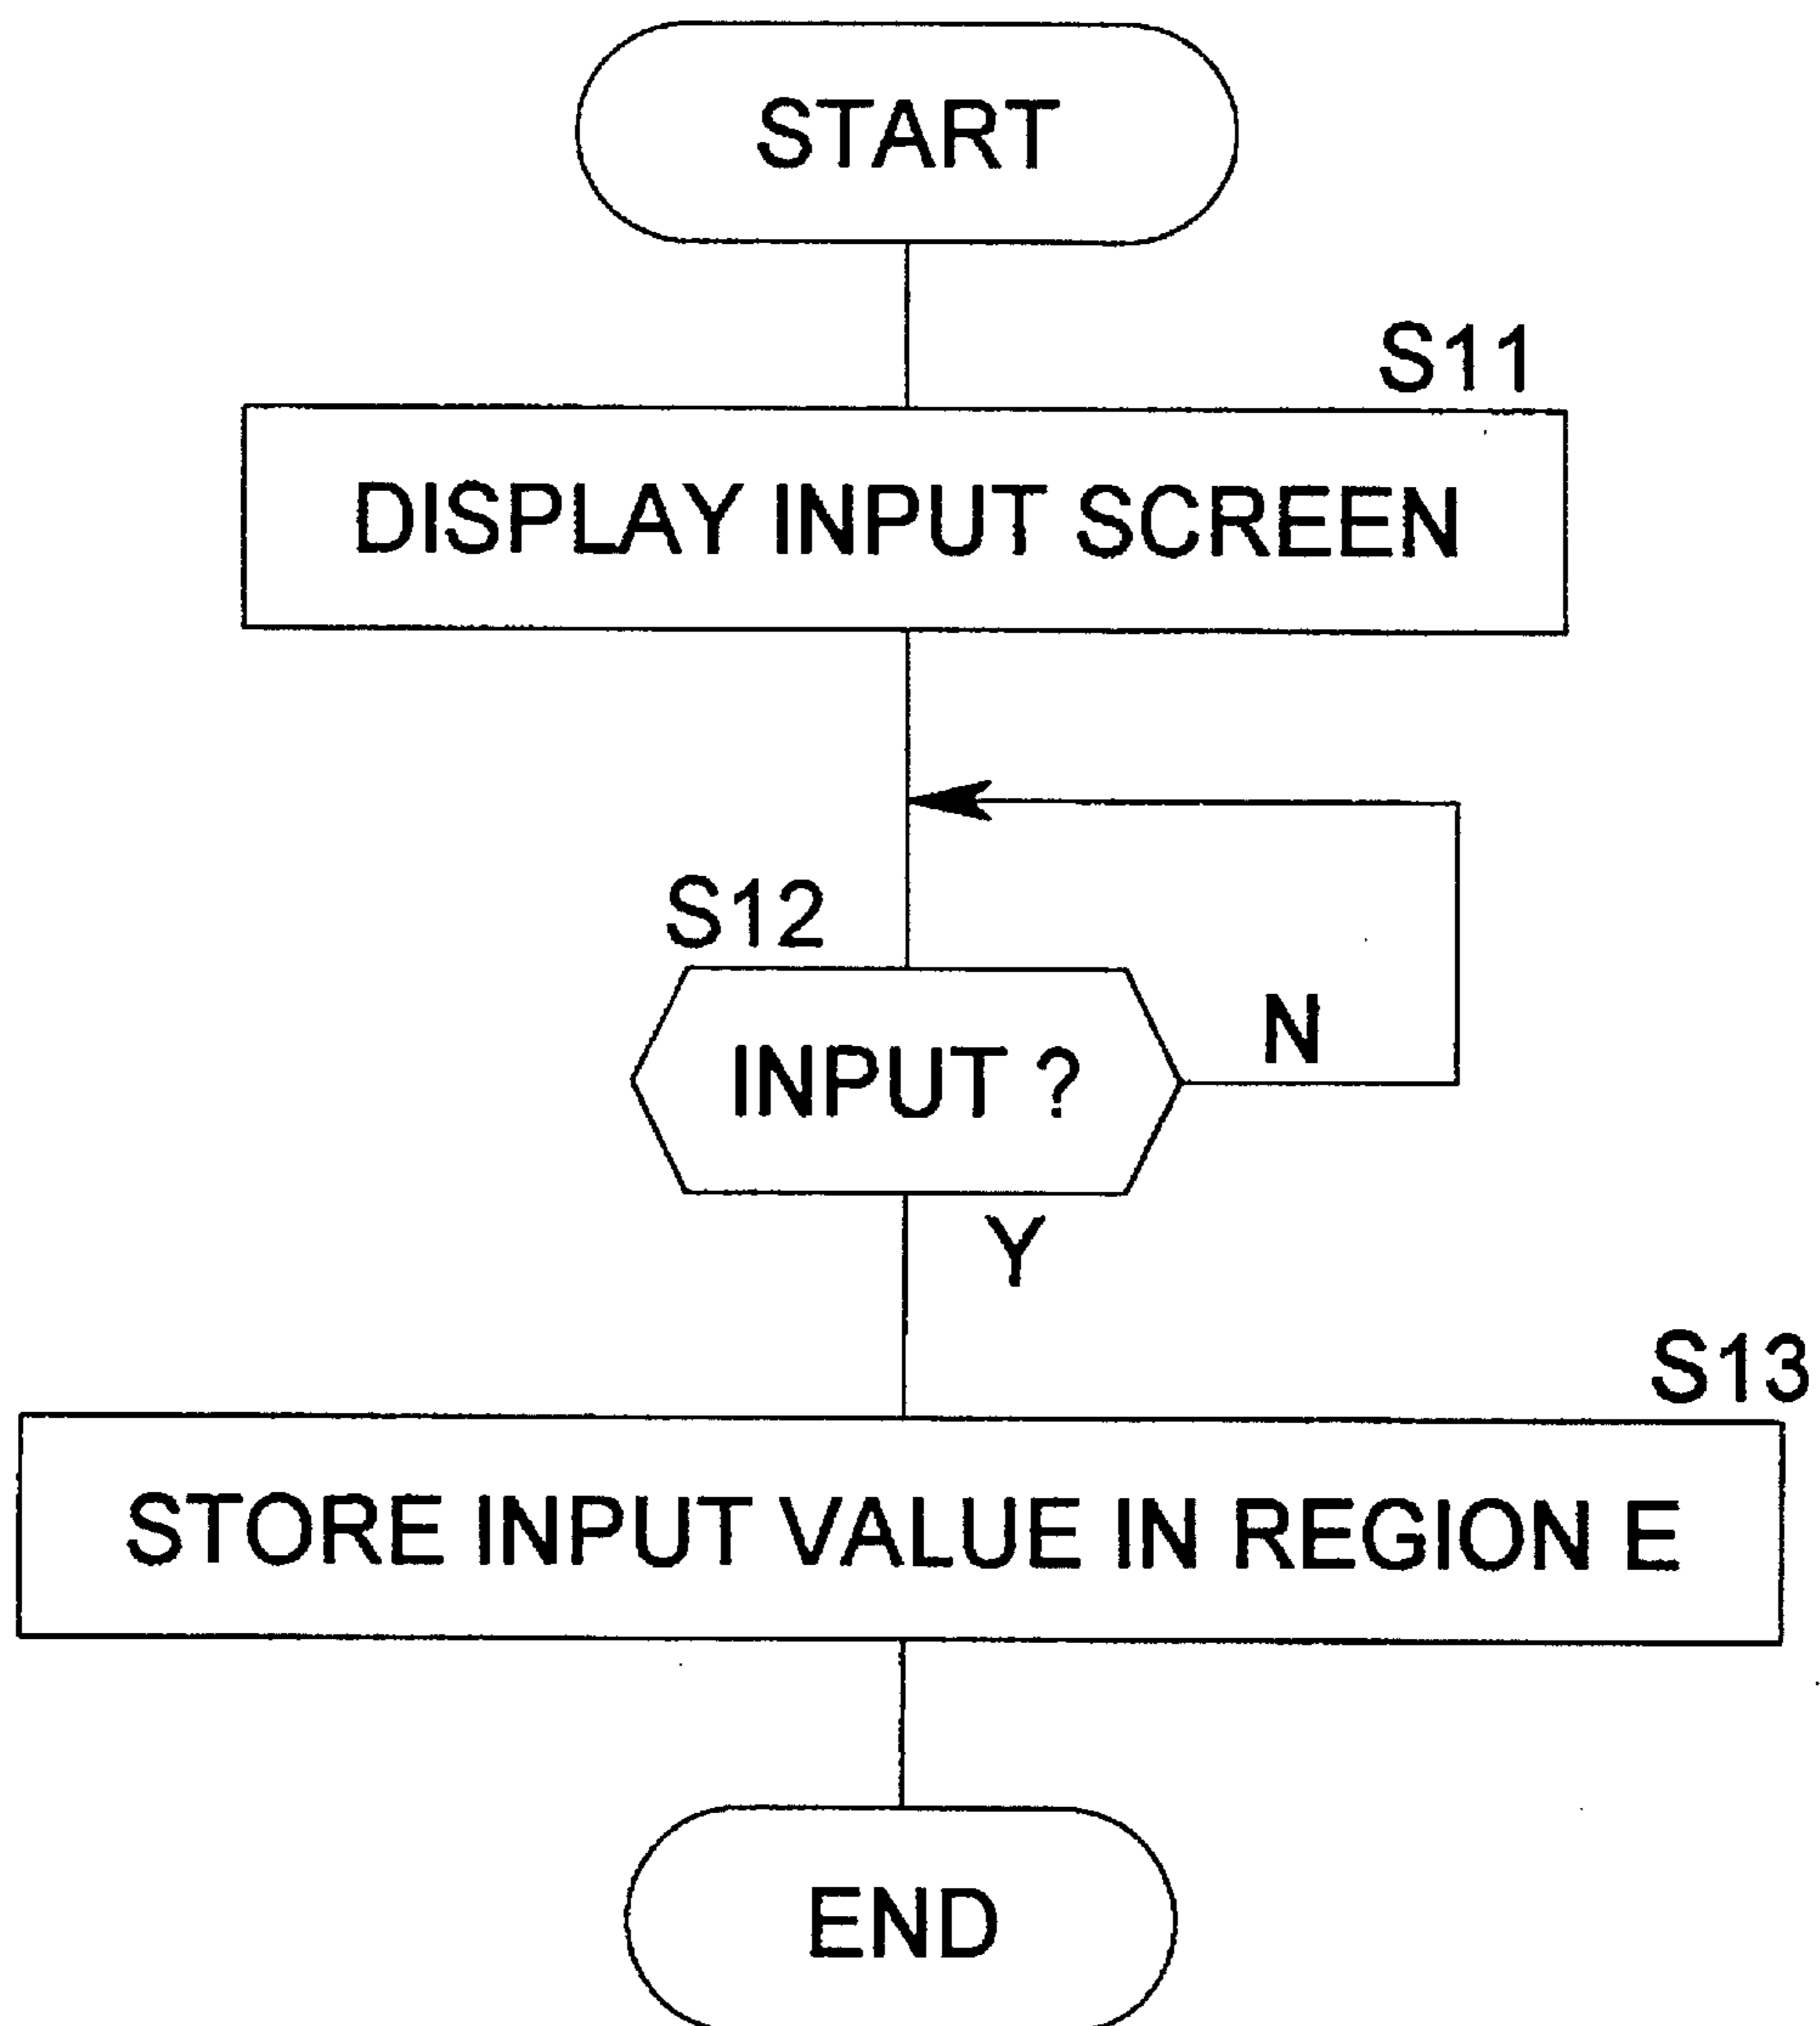 START
S11
DISPLAY INPUT SCREEN
S12
INPUT ?
N
Y
S13
STORE INPUT VALUE IN REGION E
END